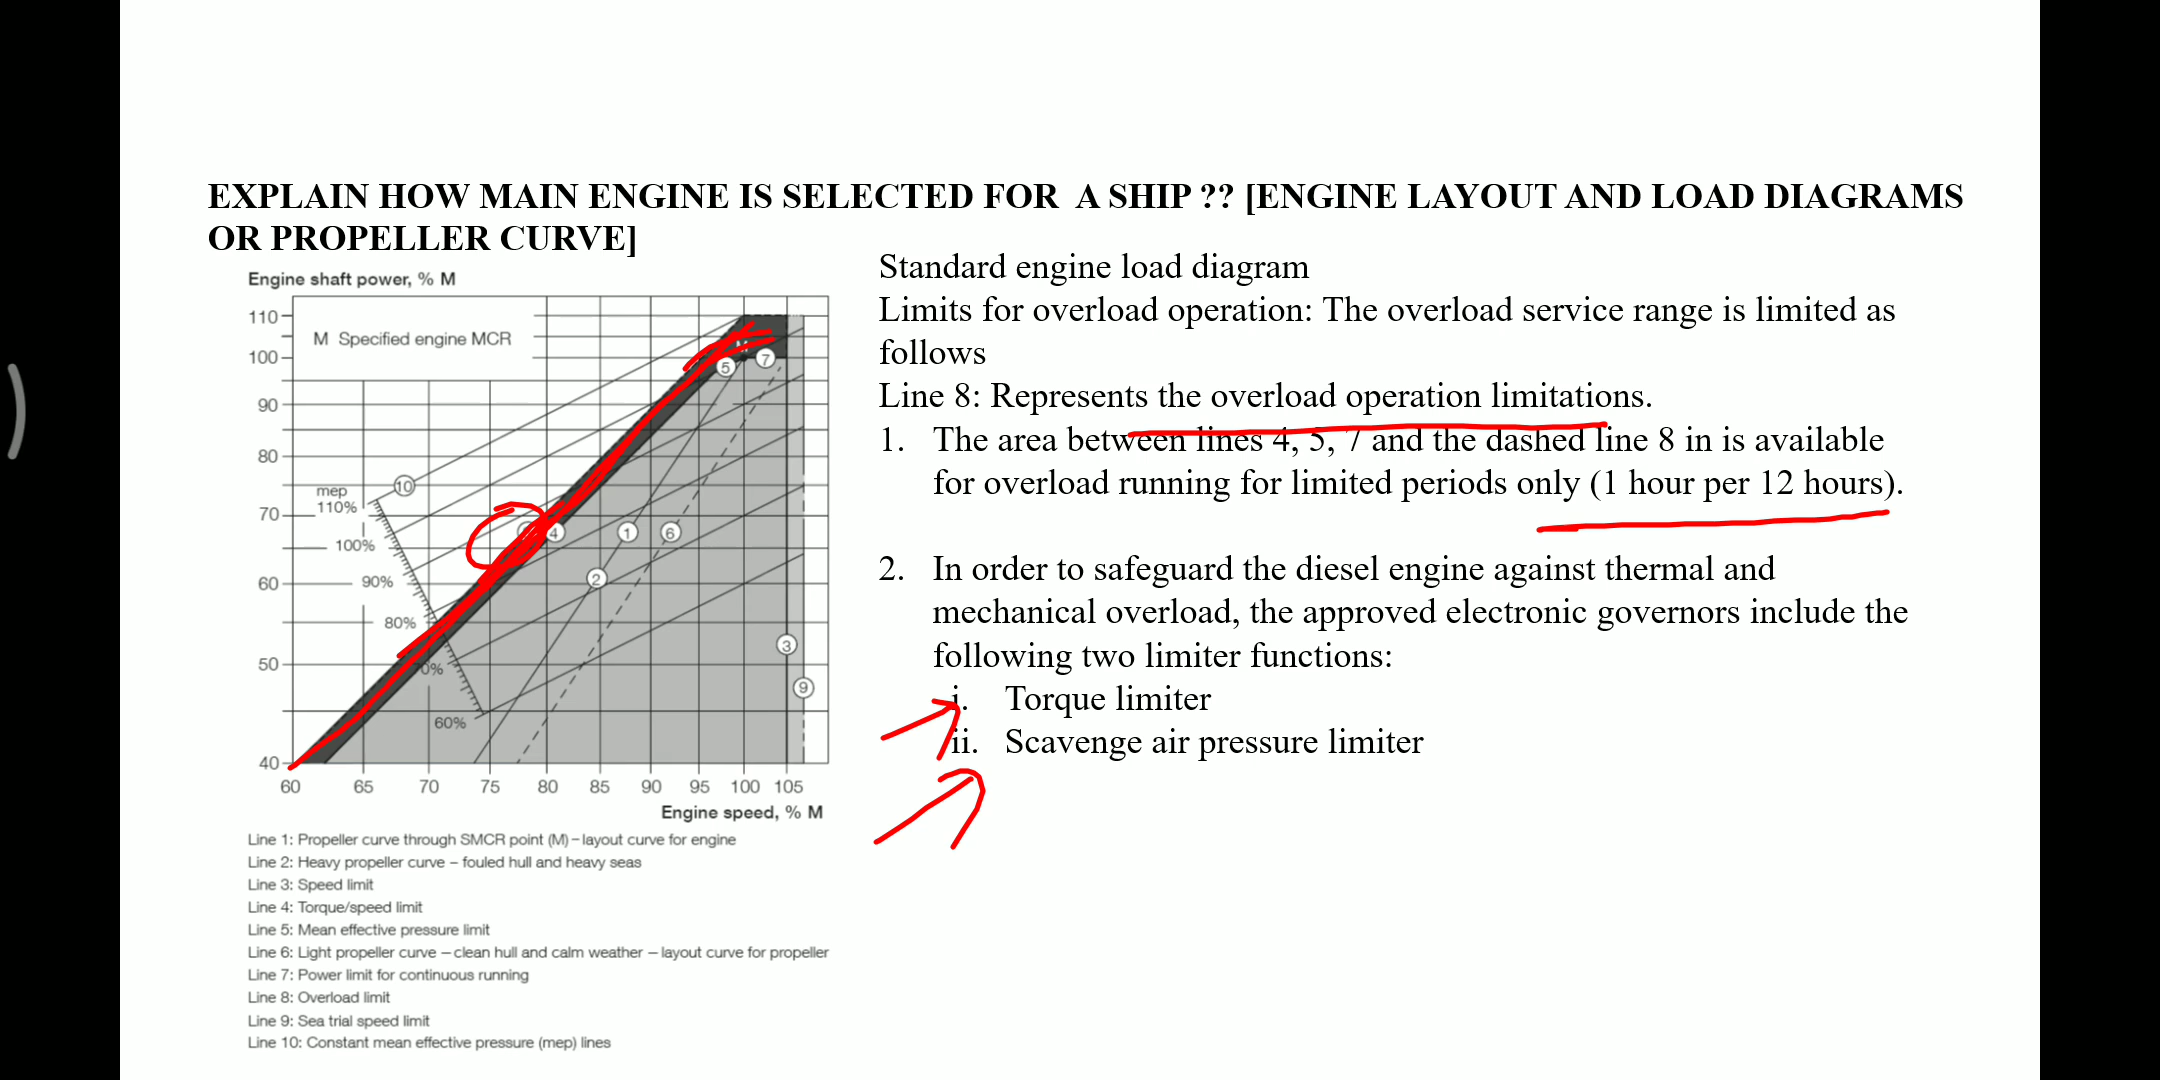 EXPLAIN HOW MAIN ENGINE IS SELECTED FOR A SHIP ?? [ENGINE LAYOUT AND LOAD DIAGRAMS
OR PROPELLER CURVE]
Engine shaft power, % M
110
100
90
80
70
60
50
40
M Specified engine MCR
M
5
7
10
mep
110%
100%
90%
80%
60%
4
1
6
2
3
9
60 65 70 75 80 85 90 95 100 105
Engine speed, % M
Line 1: Propeller curve through SMCR point (M) – layout curve for engine
Line 2: Heavy propeller curve – fouled hull and heavy seas
Line 3: Speed limit
Line 4: Torque/speed limit
Line 5: Mean effective pressure limit
Line 6: Light propeller curve – clean hull and calm weather – layout curve for propeller
Line 7: Power limit for continuous running
Line 8: Overload limit
Line 9: Sea trial speed limit
Line 10: Constant mean effective pressure (mep) lines
Standard engine load diagram
Limits for overload operation: The overload service range is limited as
follows
Line 8: Represents the overload operation limitations.
1. The area between lines 4, 5, 7 and the dashed line 8 in is available
for overload running for limited periods only (1 hour per 12 hours).
2. In order to safeguard the diesel engine against thermal and
mechanical overload, the approved electronic governors include the
following two limiter functions:
i. Torque limiter
ii. Scavenge air pressure limiter